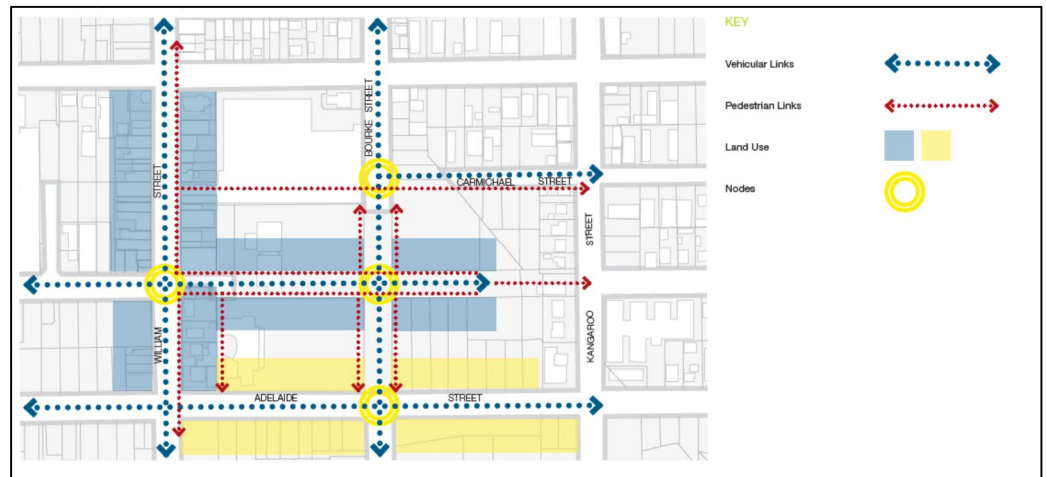 KEY
Vehicular Links
Pedestrian Links
Land Use
Nodes
BOURKE STREET
STREET
CARMICHAEL STREET
STREET
WILLIAM
KANGAROO
ADELAIDE STREET